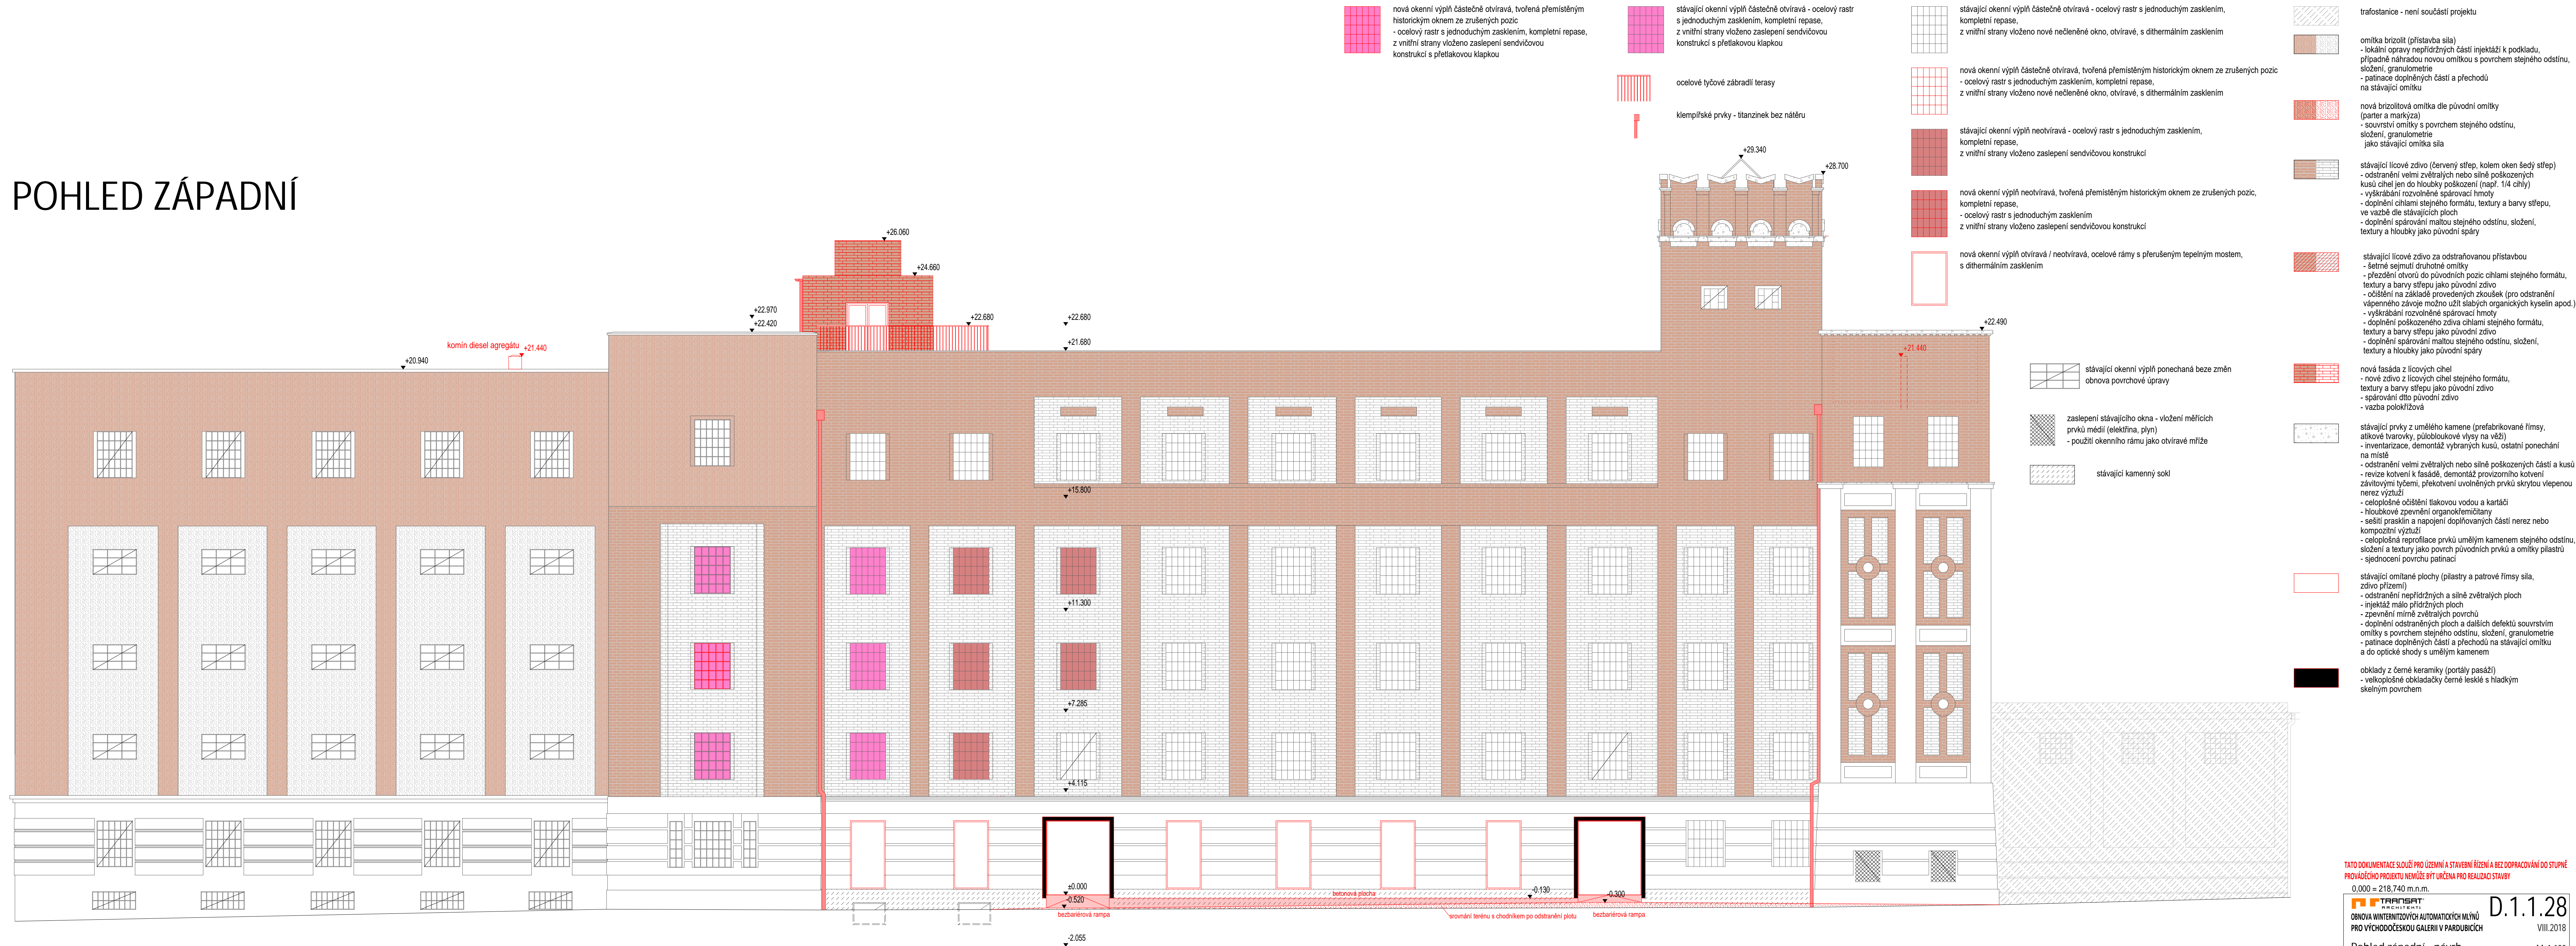 POHLED ZÁPADNÍ
nová okenní výplň částečně otvíravá, tvořená přemístěným
historickým oknem ze zrušených pozic
- ocelový rastr s jednoduchým zasklením, kompletní repase,
z vnitřní strany vloženo zaslepení sendvičovou
konstrukcí s přetlakovou klapkou
stávající okenní výplň částečně otvíravá - ocelový rastr
s jednoduchým zasklením, kompletní repase,
z vnitřní strany vloženo zaslepení sendvičovou
konstrukcí s přetlakovou klapkou
ocelové tyčové zábradlí terasy
klempířské prvky - titanzinek bez nátěru
stávající okenní výplň částečně otvíravá - ocelový rastr s jednoduchým zasklením,
kompletní repase,
z vnitřní strany vloženo nové nečleněné okno, otvíravé, s dithermálním zasklením
nová okenní výplň částečně otvíravá, tvořená přemístěným historickým oknem ze zrušených pozic
- ocelový rastr s jednoduchým zasklením, kompletní repase,
z vnitřní strany vloženo nové nečleněné okno, otvíravé, s dithermálním zasklením
stávající okenní výplň neotvíravá - ocelový rastr s jednoduchým zasklením,
kompletní repase,
z vnitřní strany vloženo zaslepení sendvičovou konstrukcí
nová okenní výplň neotvíravá, tvořená přemístěným historickým oknem ze zrušených pozic,
kompletní repase,
- ocelový rastr s jednoduchým zasklením
z vnitřní strany vloženo zaslepení sendvičovou konstrukcí
nová okenní výplň otvíravá / neotvíravá, ocelové rámy s přerušeným tepelným mostem,
s dithermálním zasklením
stávající okenní výplň ponechaná beze změn
obnova povrchové úpravy
zaslepení stávajícího okna - vložení měřících
prvků médií (elektřina, plyn)
- použití okenního rámu jako otvíravé mříže
stávající kamenný sokl
trafostanice - není součástí projektu
omítka brizolit (přístavba sila)
- lokální opravy nepřídržných částí injektáží k podkladu,
případně náhradou novou omítkou s povrchem stejného odstínu,
složení, granulometrie
- patinace doplněných částí a přechodů
na stávající omítku
nová brizolitová omítka dle původní omítky
(parter a markýza)
- souvrství omítky s povrchem stejného odstínu,
složení, granulometrie
jako stávající omítka sila
stávající lícové zdivo (červený střep, kolem oken šedý střep)
- odstranění velmi zvětralých nebo silně poškozených
kusů cihel jen do hloubky poškození (např. 1/4 cihly)
- vyškrábání rozvolněné spárovací hmoty
- doplnění cihlami stejného formátu, textury a barvy střepu,
ve vazbě dle stávajících ploch
- doplnění spárování maltou stejného odstínu, složení,
textury a hloubky jako původní spáry
stávající lícové zdivo za odstraňovanou přístavbou
- šetrné sejmutí druhotné omítky
- přezdění otvorů do původních pozic cihlami stejného formátu,
textury a barvy střepu jako původní zdivo
- očištění na základě provedených zkoušek (pro odstranění
vápenného závoje možno užít slabých organických kyselin apod.)
- vyškrábání rozvolněné spárovací hmoty
- doplnění poškozeného zdiva cihlami stejného formátu,
textury a barvy střepu jako původní zdivo
- doplnění spárování maltou stejného odstínu, složení,
textury a hloubky jako původní spáry
nová fasáda z lícových cihel
- nové zdivo z lícových cihel stejného formátu,
textury a barvy střepu jako původní zdivo
- spárování dtto původní zdivo
- vazba polokřížová
stávající prvky z umělého kamene (prefabrikované římsy,
atikové tvarovky, půlobloukové vlysy na věži)
- inventarizace, demontáž vybraných kusů, ostatní ponechání
na místě
- odstranění velmi zvětralých nebo silně poškozených částí a kusů
- revize kotvení k fasádě, demontáž provizorního kotvení
závitovými tyčemi, překotvení uvolněných prvků skrytou vlepenou
nerez výztuží
- celoplošné očištění tlakovou vodou a kartáči
- hloubkové zpevnění organokřemičitany
- sešití prasklin a napojení doplňovaných částí nerez nebo
kompozitní výztuží
- celoplošná reprofilace prvků umělým kamenem stejného odstínu,
složení a textury jako povrch původních prvků a omítky pilastrů
- sjednocení povrchu patinací
stávající omítané plochy (pilastry a patrové římsy sila,
zdivo přízemí)
- odstranění nepřídržných a silně zvětralých ploch
- injektáž málo přídržných ploch
- zpevnění mírně zvětralých povrchů
- doplnění odstraněných ploch a dalších defektů souvrstvím
omítky s povrchem stejného odstínu, složení, granulometrie
- patinace doplněných částí a přechodů na stávající omítku
a do optické shody s umělým kamenem
obklady z černé keramiky (portály pasáží)
- velkoplošné obkladačky černé lesklé s hladkým
skelným povrchem
+29.340
+28.700
+26.060
+24.660
+22.970
+22.420
+22.680
+22.680
+21.680
+22.490
+21.440
komín diesel agregátu
+21.440
+20.940
+15.800
+11.300
+7.285
+4.115
±0.000
-0.520
bezbariérová rampa
betonová plocha
-0.130
-0.300
srovnání terénu s chodníkem po odstranění plotu
bezbariérová rampa
-2.055
TATO DOKUMENTACE SLOUŽÍ PRO ÚZEMNÍ A STAVEBNÍ ŘÍZENÍ A BEZ DOPRACOVÁNÍ DO STUPNĚ
PROVÁDĚCÍHO PROJEKTU NEMŮŽE BÝT URČENA PRO REALIZACI STAVBY
0,000 = 218,740 m.n.m.
TRANSAT
ARCHITEKTI
D.1.1.28
OBNOVA WINTERNITZOVÝCH AUTOMATICKÝCH MLÝNŮ
PRO VÝCHODOČESKOU GALERII V PARDUBICÍCH
VIII.2018